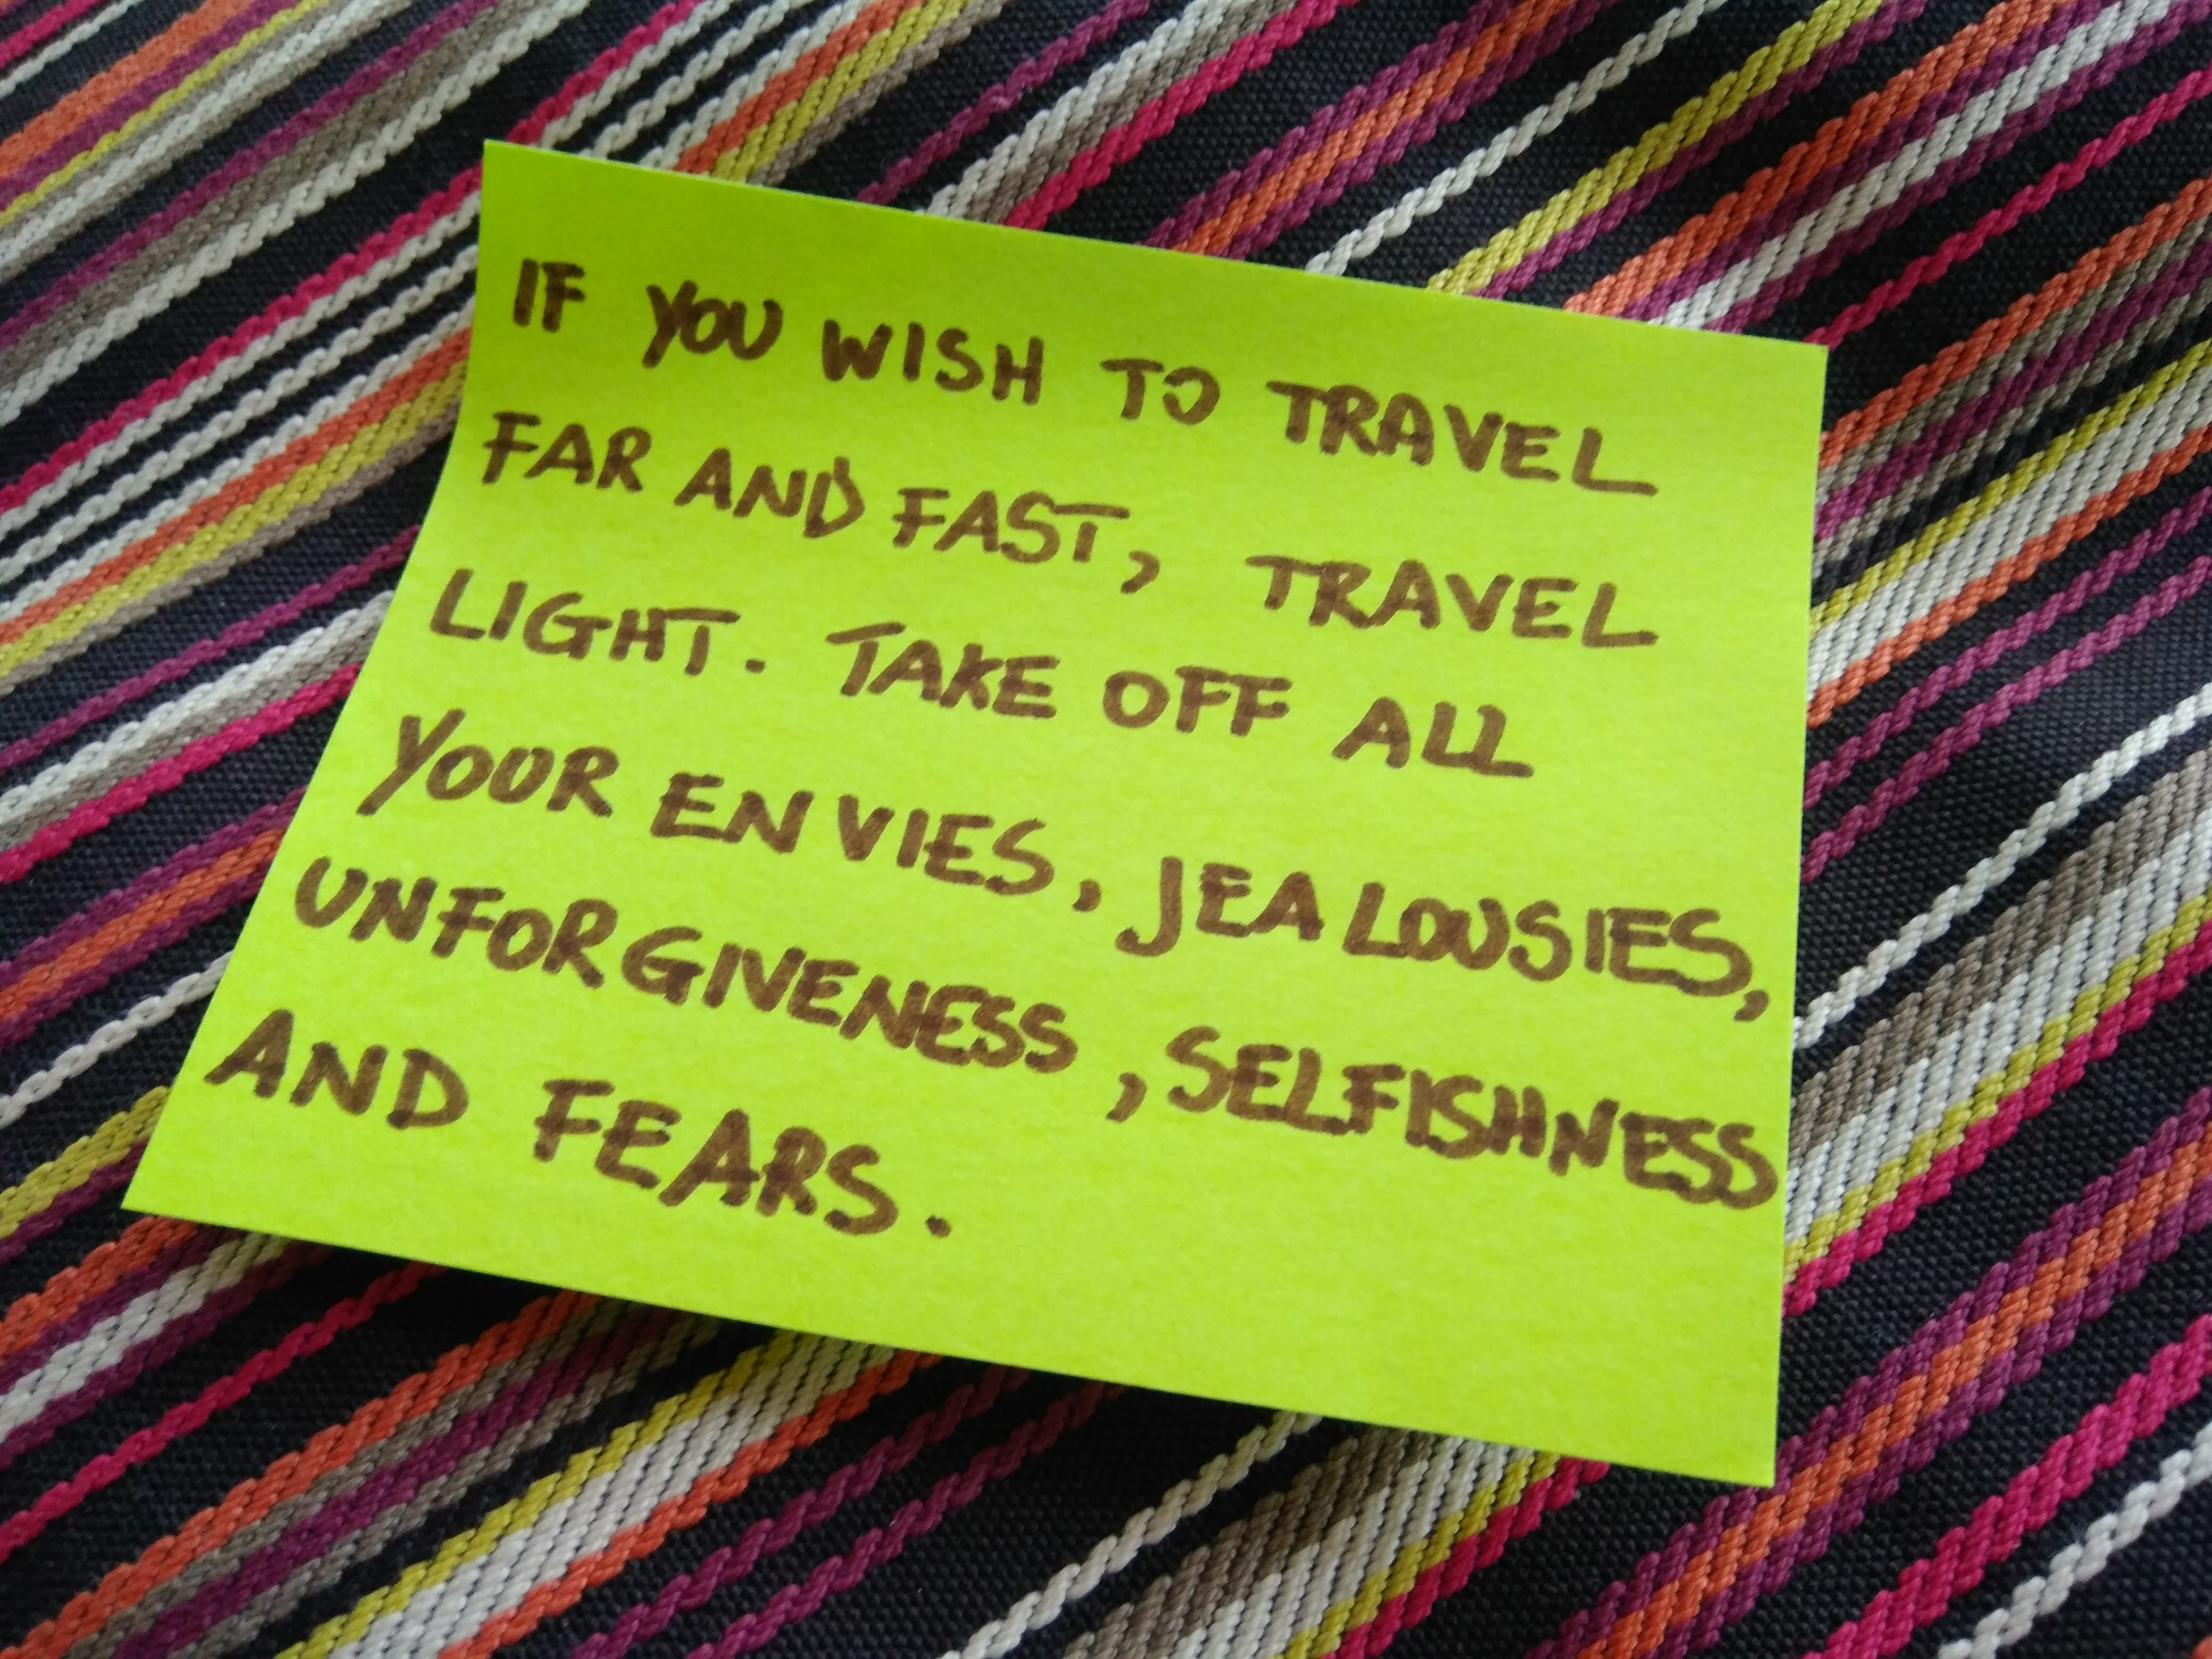 IF YOU WISH TO TRAVEL
FAR AND FAST, TRAVEL
LIGHT. TAKE OFF ALL
YOUR ENVIES, JEALOUSIES,
UNFORGIVENESS, SELFISHNESS
AND FEARS.